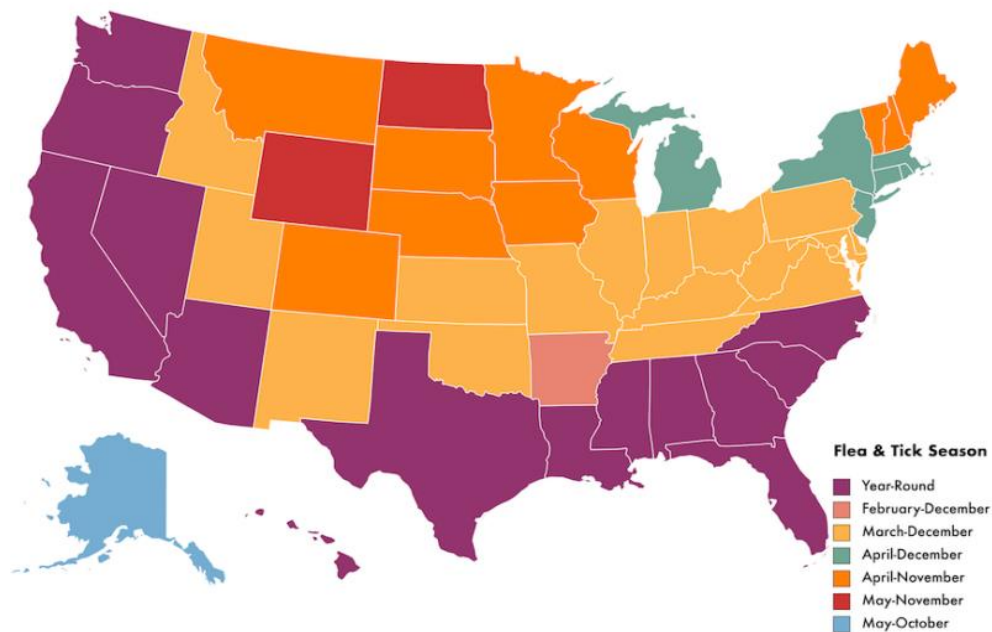 Flea & Tick Season
Year-Round
February-December
March-December
April-December
April-November
May-November
May-October